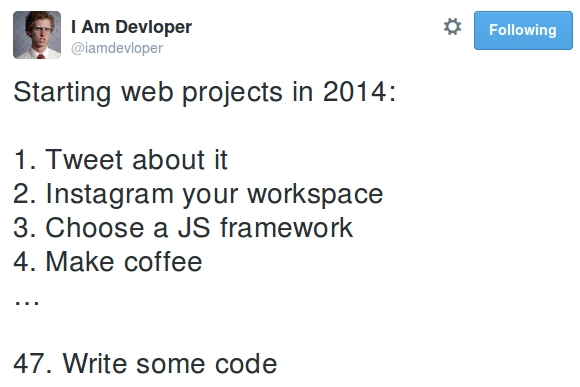 I Am Devloper
@iamdevloper
Following
Starting web projects in 2014:
1. Tweet about it
2. Instagram your workspace
3. Choose a JS framework
4. Make coffee
...
47. Write some code